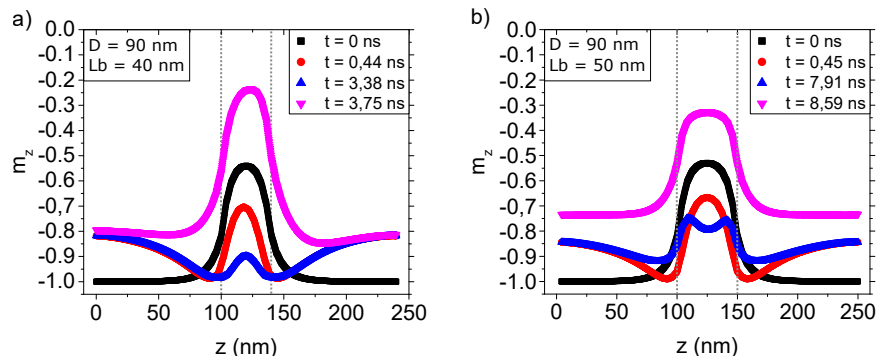 a)
D = 90 nm
Lb = 40 nm
t = 0 ns
t = 0,44 ns
t = 3,38 ns
t = 3,75 ns
0.0
-0.1
-0.2
-0.3
-0.4
-0.5
-0.6
-0,7
-0.8
-0.9
-1.0
m_z
0
50
100
150
200
250
z (nm)
b)
D = 90 nm
Lb = 50 nm
t = 0 ns
t = 0,45 ns
t = 7,91 ns
t = 8,59 ns
0.0
-0.1
-0.2
-0.3
-0.4
-0.5
-0.6
-0,7
-0.8
-0.9
-1.0
m_z
0
50
100
150
200
250
z (nm)